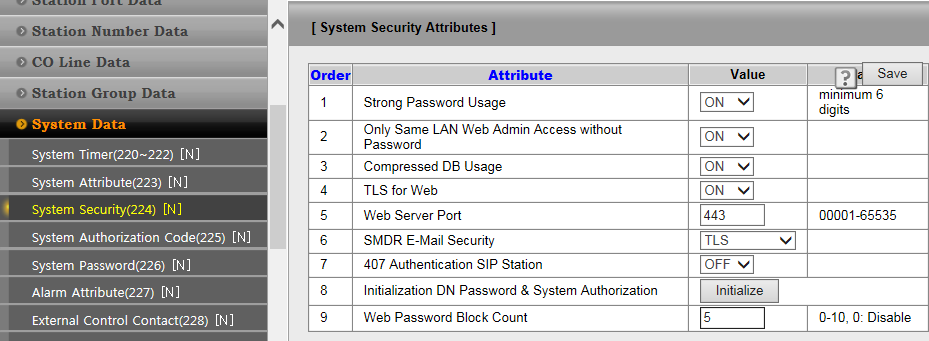 Station Port Data
Station Number Data
CO Line Data
Station Group Data
System Data
System Timer(220~222) [N]
System Attribute(223) [N]
System Security(224) [N]
System Authorization Code(225) [N]
System Password(226) [N]
Alarm Attribute(227) [N]
External Control Contact(228) [N]
[ System Security Attributes ]
? Save
Order Attribute Value
1 Strong Password Usage ON minimum 6
digits
2 Only Same LAN Web Admin Access without
Password ON
3 Compressed DB Usage ON
4 TLS for Web ON
5 Web Server Port 443 00001-65535
6 SMDR E-Mail Security TLS
7 407 Authentication SIP Station OFF
8 Initialization DN Password & System Authorization Initialize
9 Web Password Block Count 5 0-10, 0: Disable